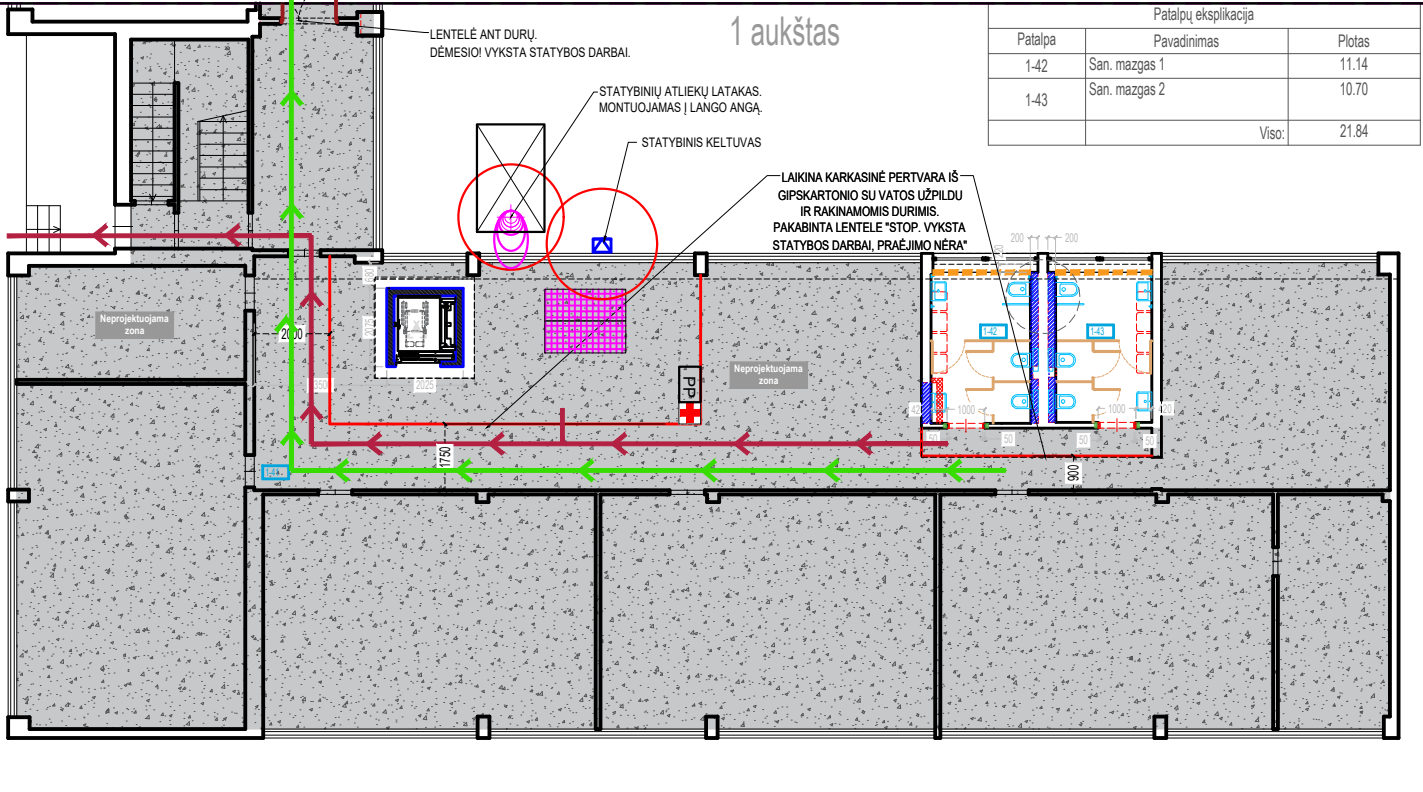 1 aukštas
LENTELĖ ANT DURŲ.
DĖMESIO! VYKSTA STATYBOS DARBAI.
STATYBINIŲ ATLIEKŲ LATAKAS.
MONTUOJAMAS Į LANGO ANGĄ.
STATYBINIS KELTUVAS
LAIKINA KARKASINĖ PERTVARA IŠ
GIPSKARTONIO SU VATOS UŽPILDU
IR RAKINAMOMIS DURIMIS.
PAKABINTA LENTELE "STOP. VYKSTA
STATYBOS DARBAI, PRAĖJIMO NĖRA"
Patalpų eksplikacija
Patalpa Pavadinimas Plotas
1-42 San. mazgas 1 11.14
1-43 San. mazgas 2 10.70
Viso: 21.84
200 200
Neprojektuojama
zona
2000
2025
350
Neprojektuojama
zona
PP
1-42 1-43
1000 1000
420
50 50 50 50
1750
900